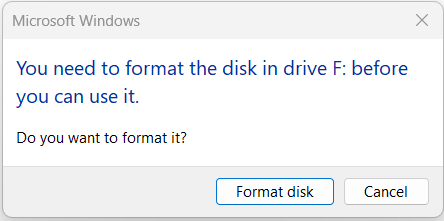 Microsoft Windows
You need to format the disk in drive F: before
you can use it.
Do you want to format it?
Format disk
Cancel